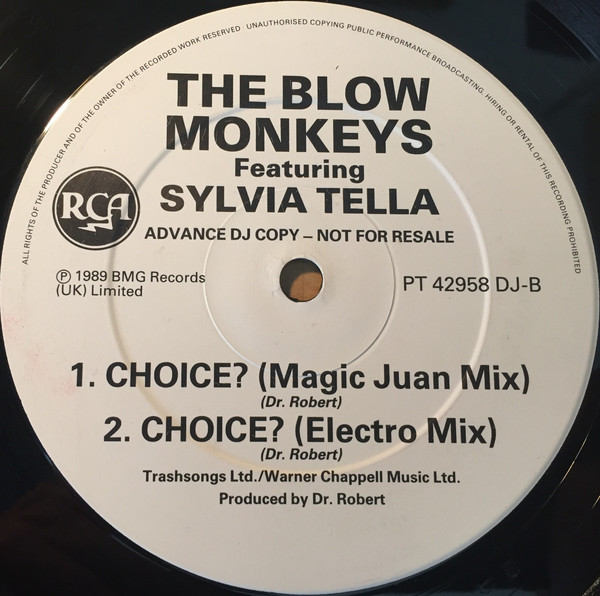 ALL RIGHTS OF THE PRODUCER AND OF THE OWNER OF THE RECORDED WORK RESERVED · UNAUTHORISED COPYING PUBLIC PERFORMANCE BROADCASTING, HIRING OR RENTAL OF THIS RECORDING PROHIBITED
THE BLOW
MONKEYS
Featuring
SYLVIA TELLA
RCA
ADVANCE DJ COPY – NOT FOR RESALE
℗ 1989 BMG Records
(UK) Limited
PT 42958 DJ-B
1. CHOICE? (Magic Juan Mix)
(Dr. Robert)
2. CHOICE? (Electro Mix)
(Dr. Robert)
Trashsongs Ltd./Warner Chappell Music Ltd.
Produced by Dr. Robert